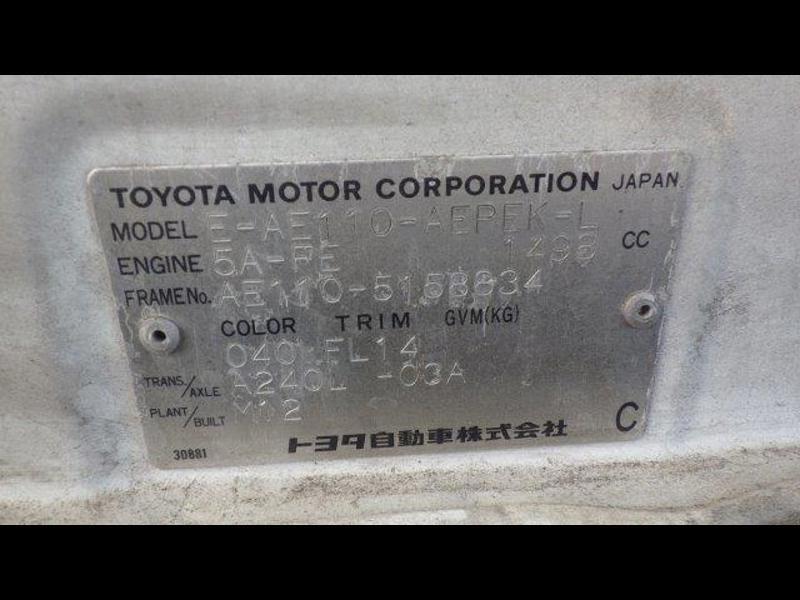 TOYOTA MOTOR CORPORATION JAPAN
MODEL E-AE110-AEPEK-L
ENGINE 5A-FE 1498 CC
FRAME No. AE110-5158834
COLOR TRIM GVM(KG)
040 FL14
TRANS./AXLE A240L -03A
PLANT/BUILT M02
トヨタ自動車株式会社 C
30881